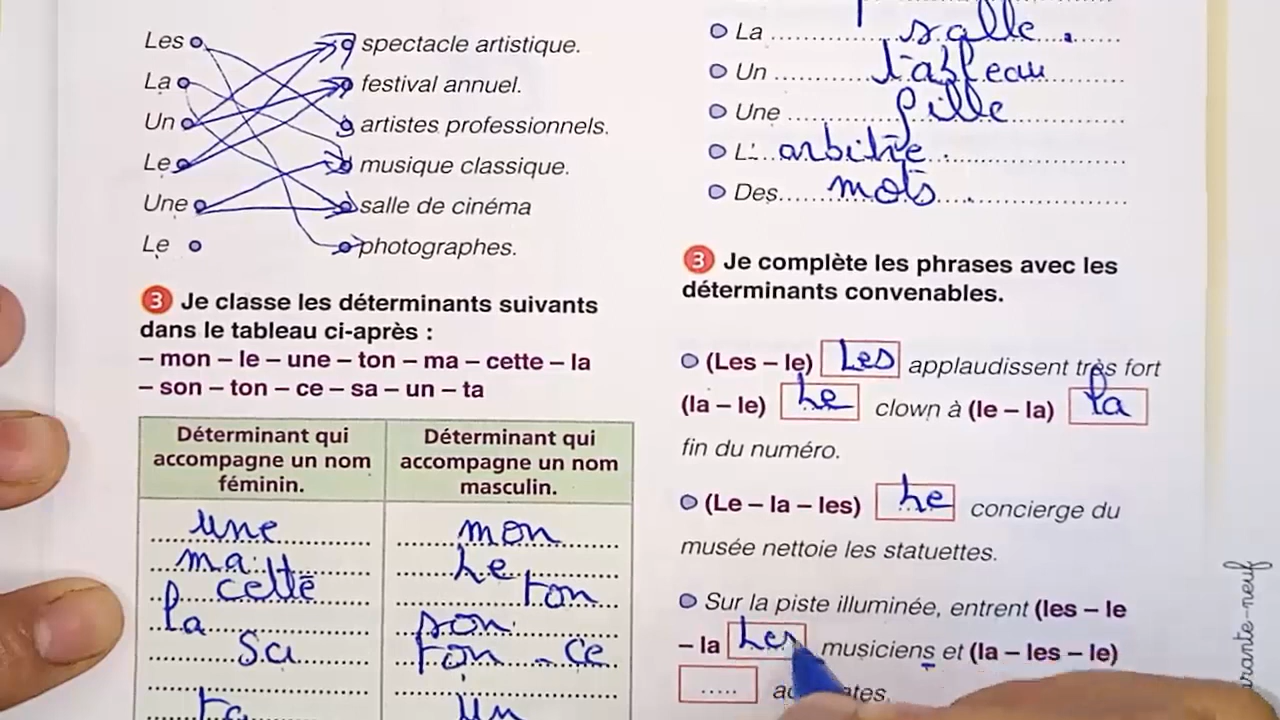 Les spectacle artistique.
La festival annuel.
Un artistes professionnels.
Le musique classique.
Une salle de cinéma
Le photographes.
3 Je classe les déterminants suivants
dans le tableau ci-après :
– mon – le – une – ton – ma – cette – la
– son – ton – ce – sa – un – ta
Déterminant qui
accompagne un nom
féminin.
Déterminant qui
accompagne un nom
masculin.
une mon
ma le
cette ton
la son
sa ton - ce
ta un
La salle.
Un tableau
Une fille
L'arbitre.
Des mots.
3 Je complète les phrases avec les
déterminants convenables.
(Les – le) Les applaudissent très fort
(la – le) Le clown à (le – la) la
fin du numéro.
(Le – la – les) Le concierge du
musée nettoie les statuettes.
Sur la piste illuminée, entrent (les – le
– la Les musiciens et (la – les – le)
.....